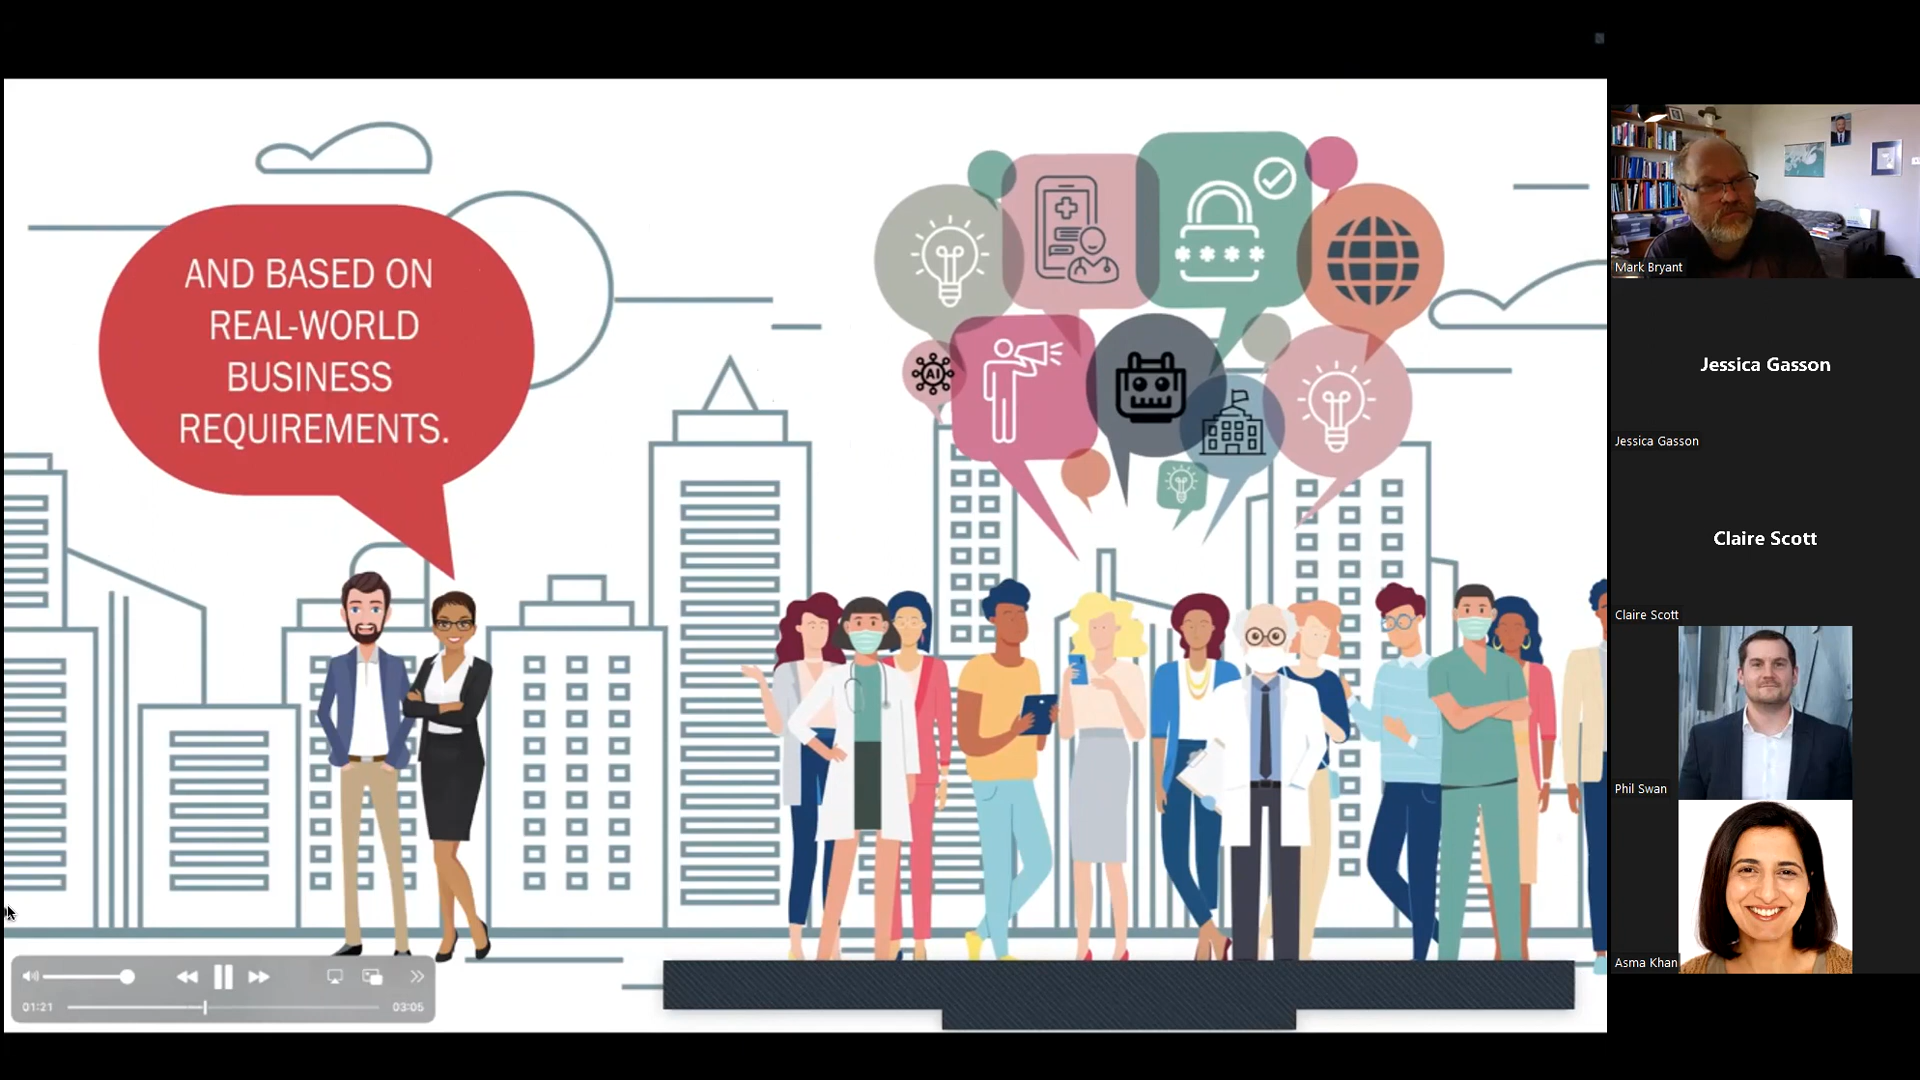 AND BASED ON
REAL-WORLD
BUSINESS
REQUIREMENTS.
AI
****
01:21
03:05
Mark Bryant
Jessica Gasson
Jessica Gasson
Claire Scott
Claire Scott
Phil Swan
Asma Khan